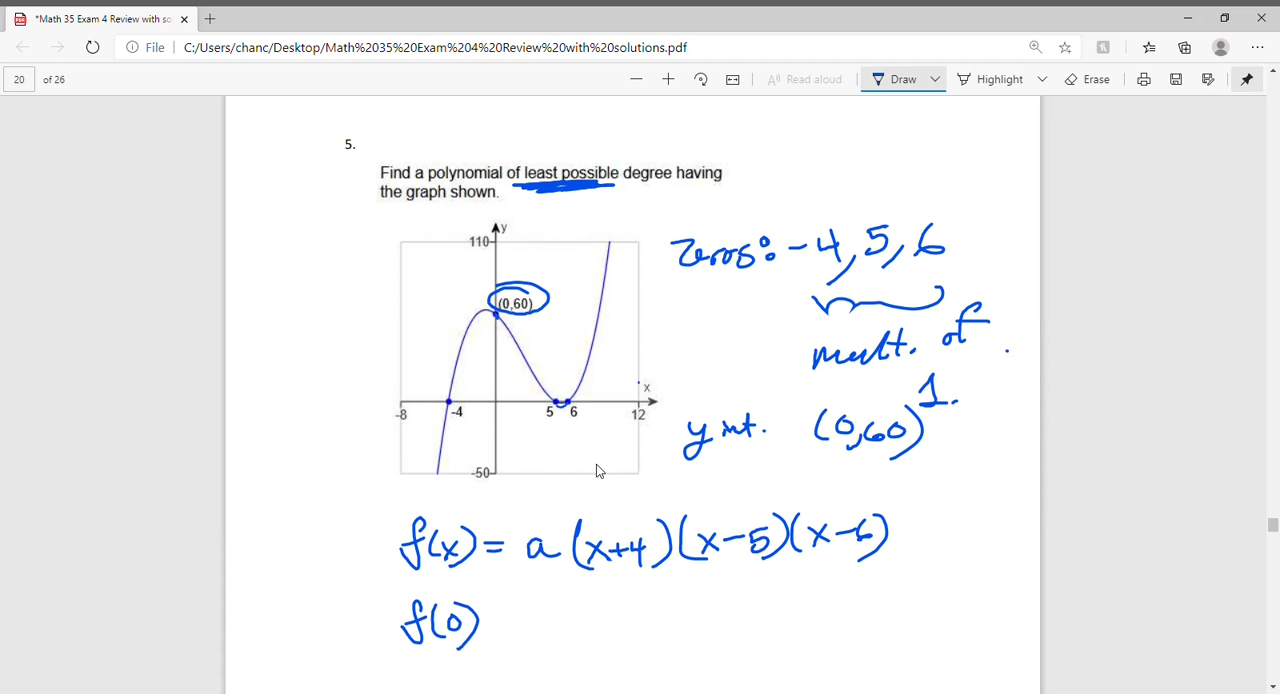 *Math 35 Exam 4 Review with so
File C:/Users/chanc/Desktop/Math%2035%20Exam%204%20Review%20with%20solutions.pdf
20 of 26
Read aloud Draw Highlight Erase
5.
Find a polynomial of least possible degree having
the graph shown.
y
110
(0,60)
x
-8 -4 5 6 12
-50
zeros: -4, 5, 6
mult. of
1.
y int. (0,60)
f(x) = a(x+4)(x-5)(x-6)
f(0)